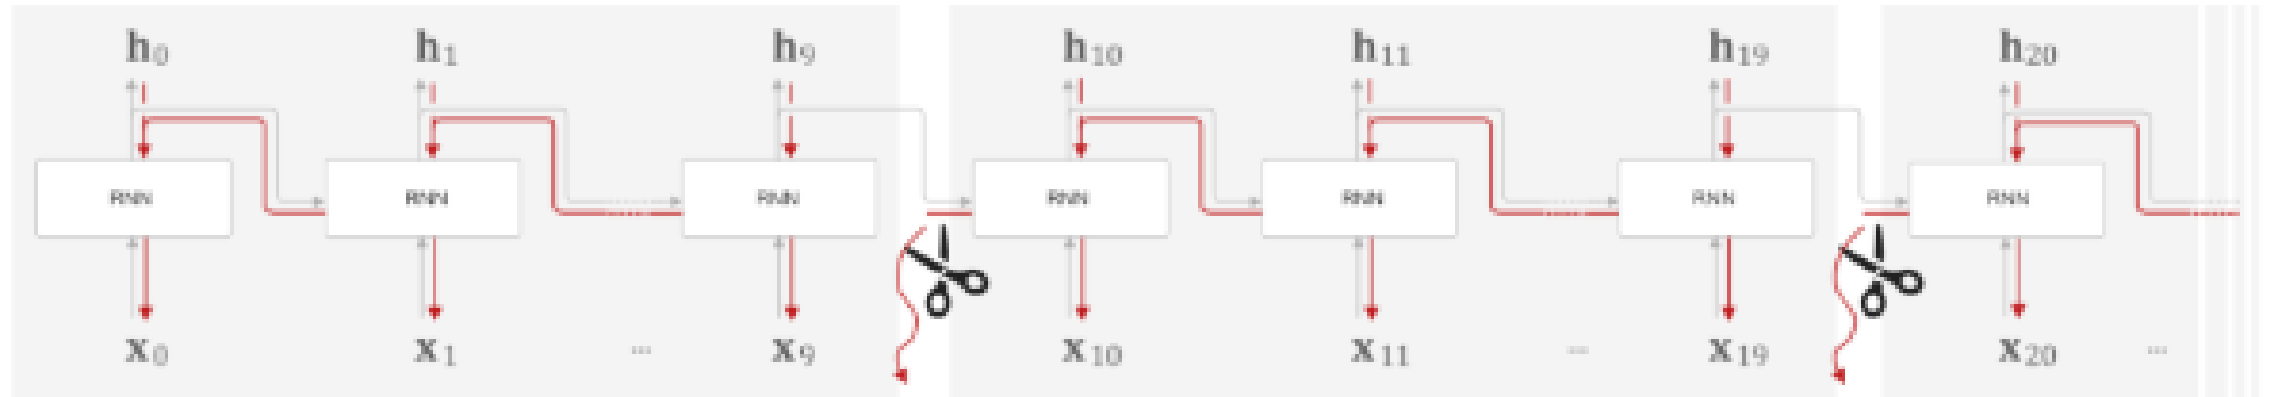 h0 h1 h9 h10 h11 h19 h20
RNN RNN RNN RNN RNN RNN RNN
x0 x1 ... x9 x10 x11 ... x19 x20 ...